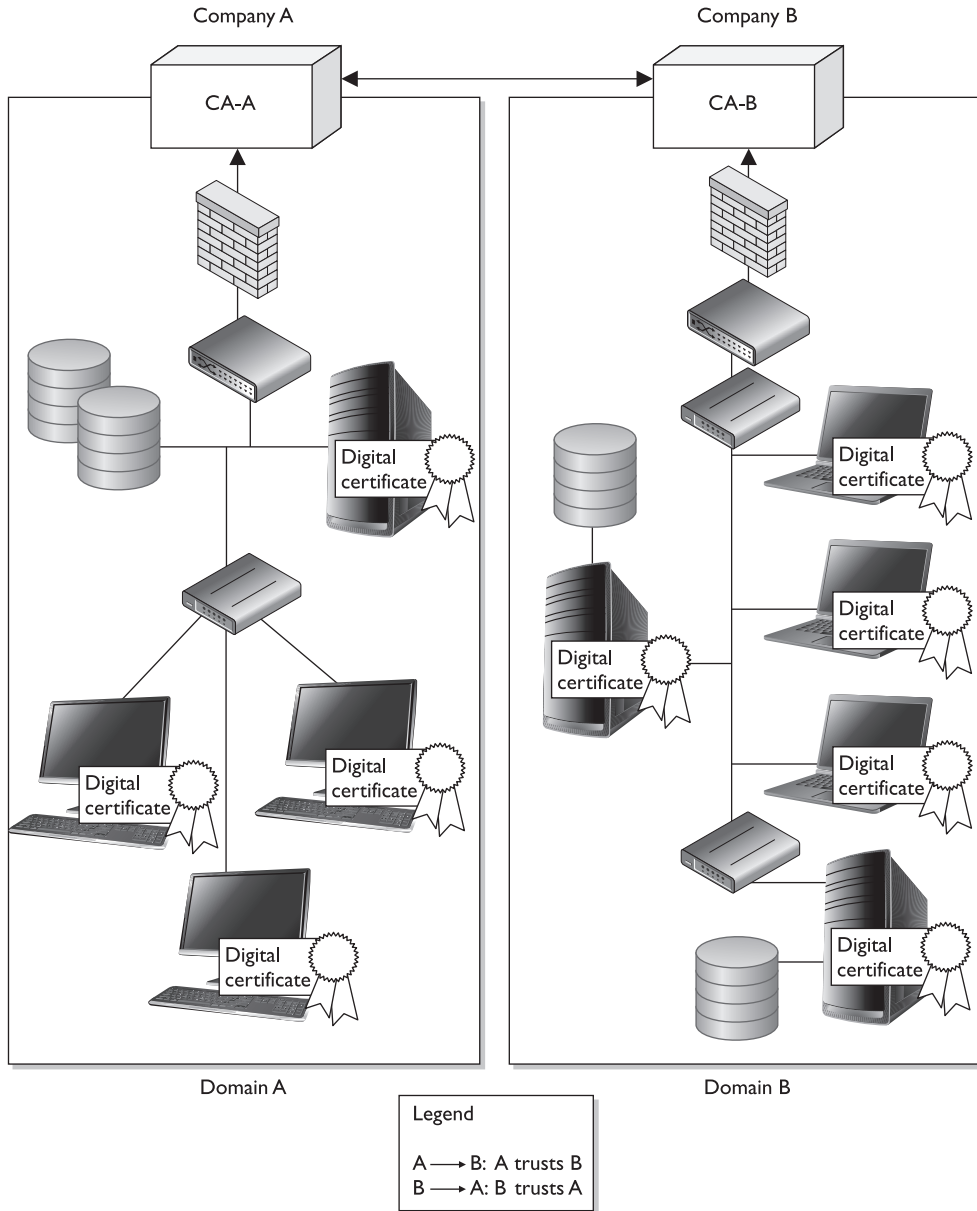 Company A
Company B
CA-A
CA-B
Digital
certificate
Digital
certificate
Digital
certificate
Digital
certificate
Digital
certificate
Digital
certificate
Digital
certificate
Digital
certificate
Digital
certificate
Domain A
Domain B
Legend
A → B: A trusts B
B → A: B trusts A